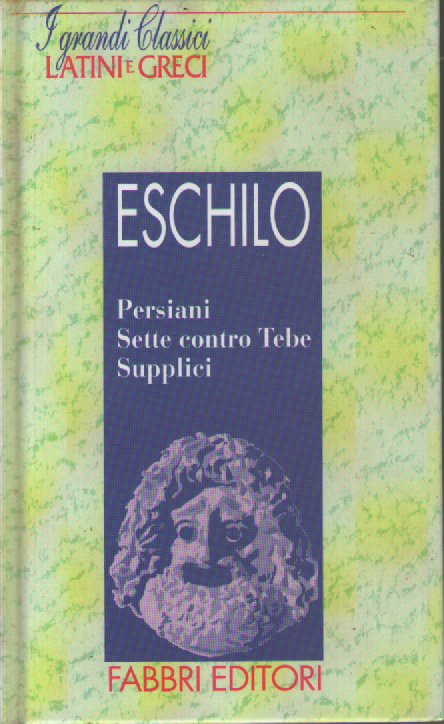 I grandi Classici
LATINI E GRECI
ESCHILO
Persiani
Sette contro Tebe
Supplici
FABBRI EDITORI